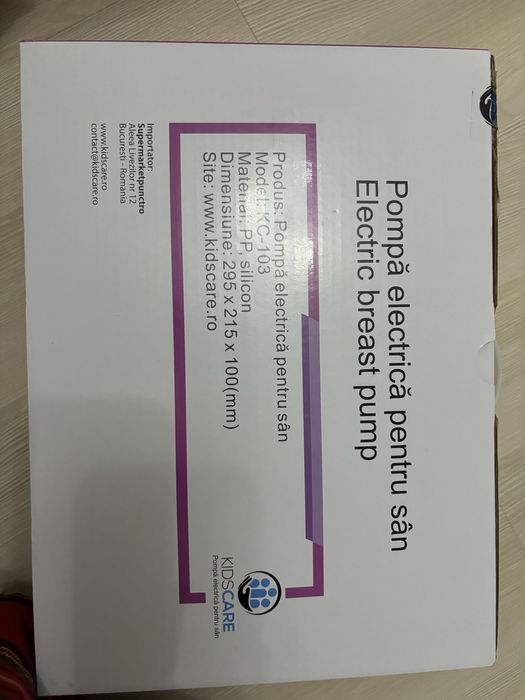 Pompă electrică pentru sân
Electric breast pump
Produs: Pompă electrică pentru sân
Model: KC-103
Material: PP, silicon
Dimensiune: 295 x 215 x 100(mm)
Site: www.kidscare.ro
KIDSCARE
Pompă electrică pentru sân
Importator:
Supermarketpunctro
Aleea Livezilor nr 12
Bucuresti - Romania
www.kidscare.ro
contact@kidscare.ro